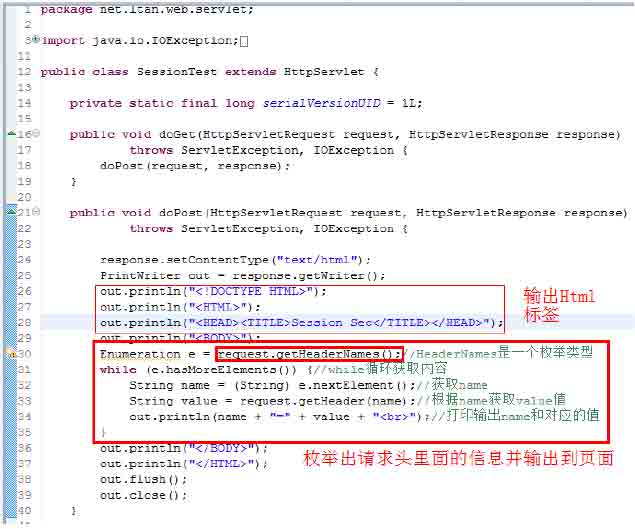 1 package net.ltan.web.servlet;
2
3 import java.io.IOException;
11
12 public class SessionTest extends HttpServlet {
13
14 private static final long serialVersionUID = 1L;
15
16 public void doGet(HttpServletRequest request, HttpServletResponse response)
17 throws ServletException, IOException {
18 doPost(request, response);
19 }
20
21 public void doPost(HttpServletRequest request, HttpServletResponse response)
22 throws ServletException, IOException {
23
24 response.setContentType("text/html");
25 PrintWriter out = response.getWriter();
26 out.println("<!DOCTYPE HTML>");
27 out.println("<HTML>");
28 out.println("<HEAD><TITLE>Session Sec</TITLE></HEAD>");
输出Html
标签
29 out.println("<BODY>");
30 Enumeration e = request.getHeaderNames();//HeaderNames是一个枚举类型
31 while (e.hasMoreElements()) {//while循环获取内容
32 String name = (String) e.nextElement();//获取name
33 String value = request.getHeader(name);//根据name获取value值
34 out.println(name + "=" + value + "<br>");//打印输出name和对应的值
35 }
36 out.println("</BODY>");
枚举出请求头里面的信息并输出到页面
37 out.println("</HTML>");
38 out.flush();
39 out.close();
40 }